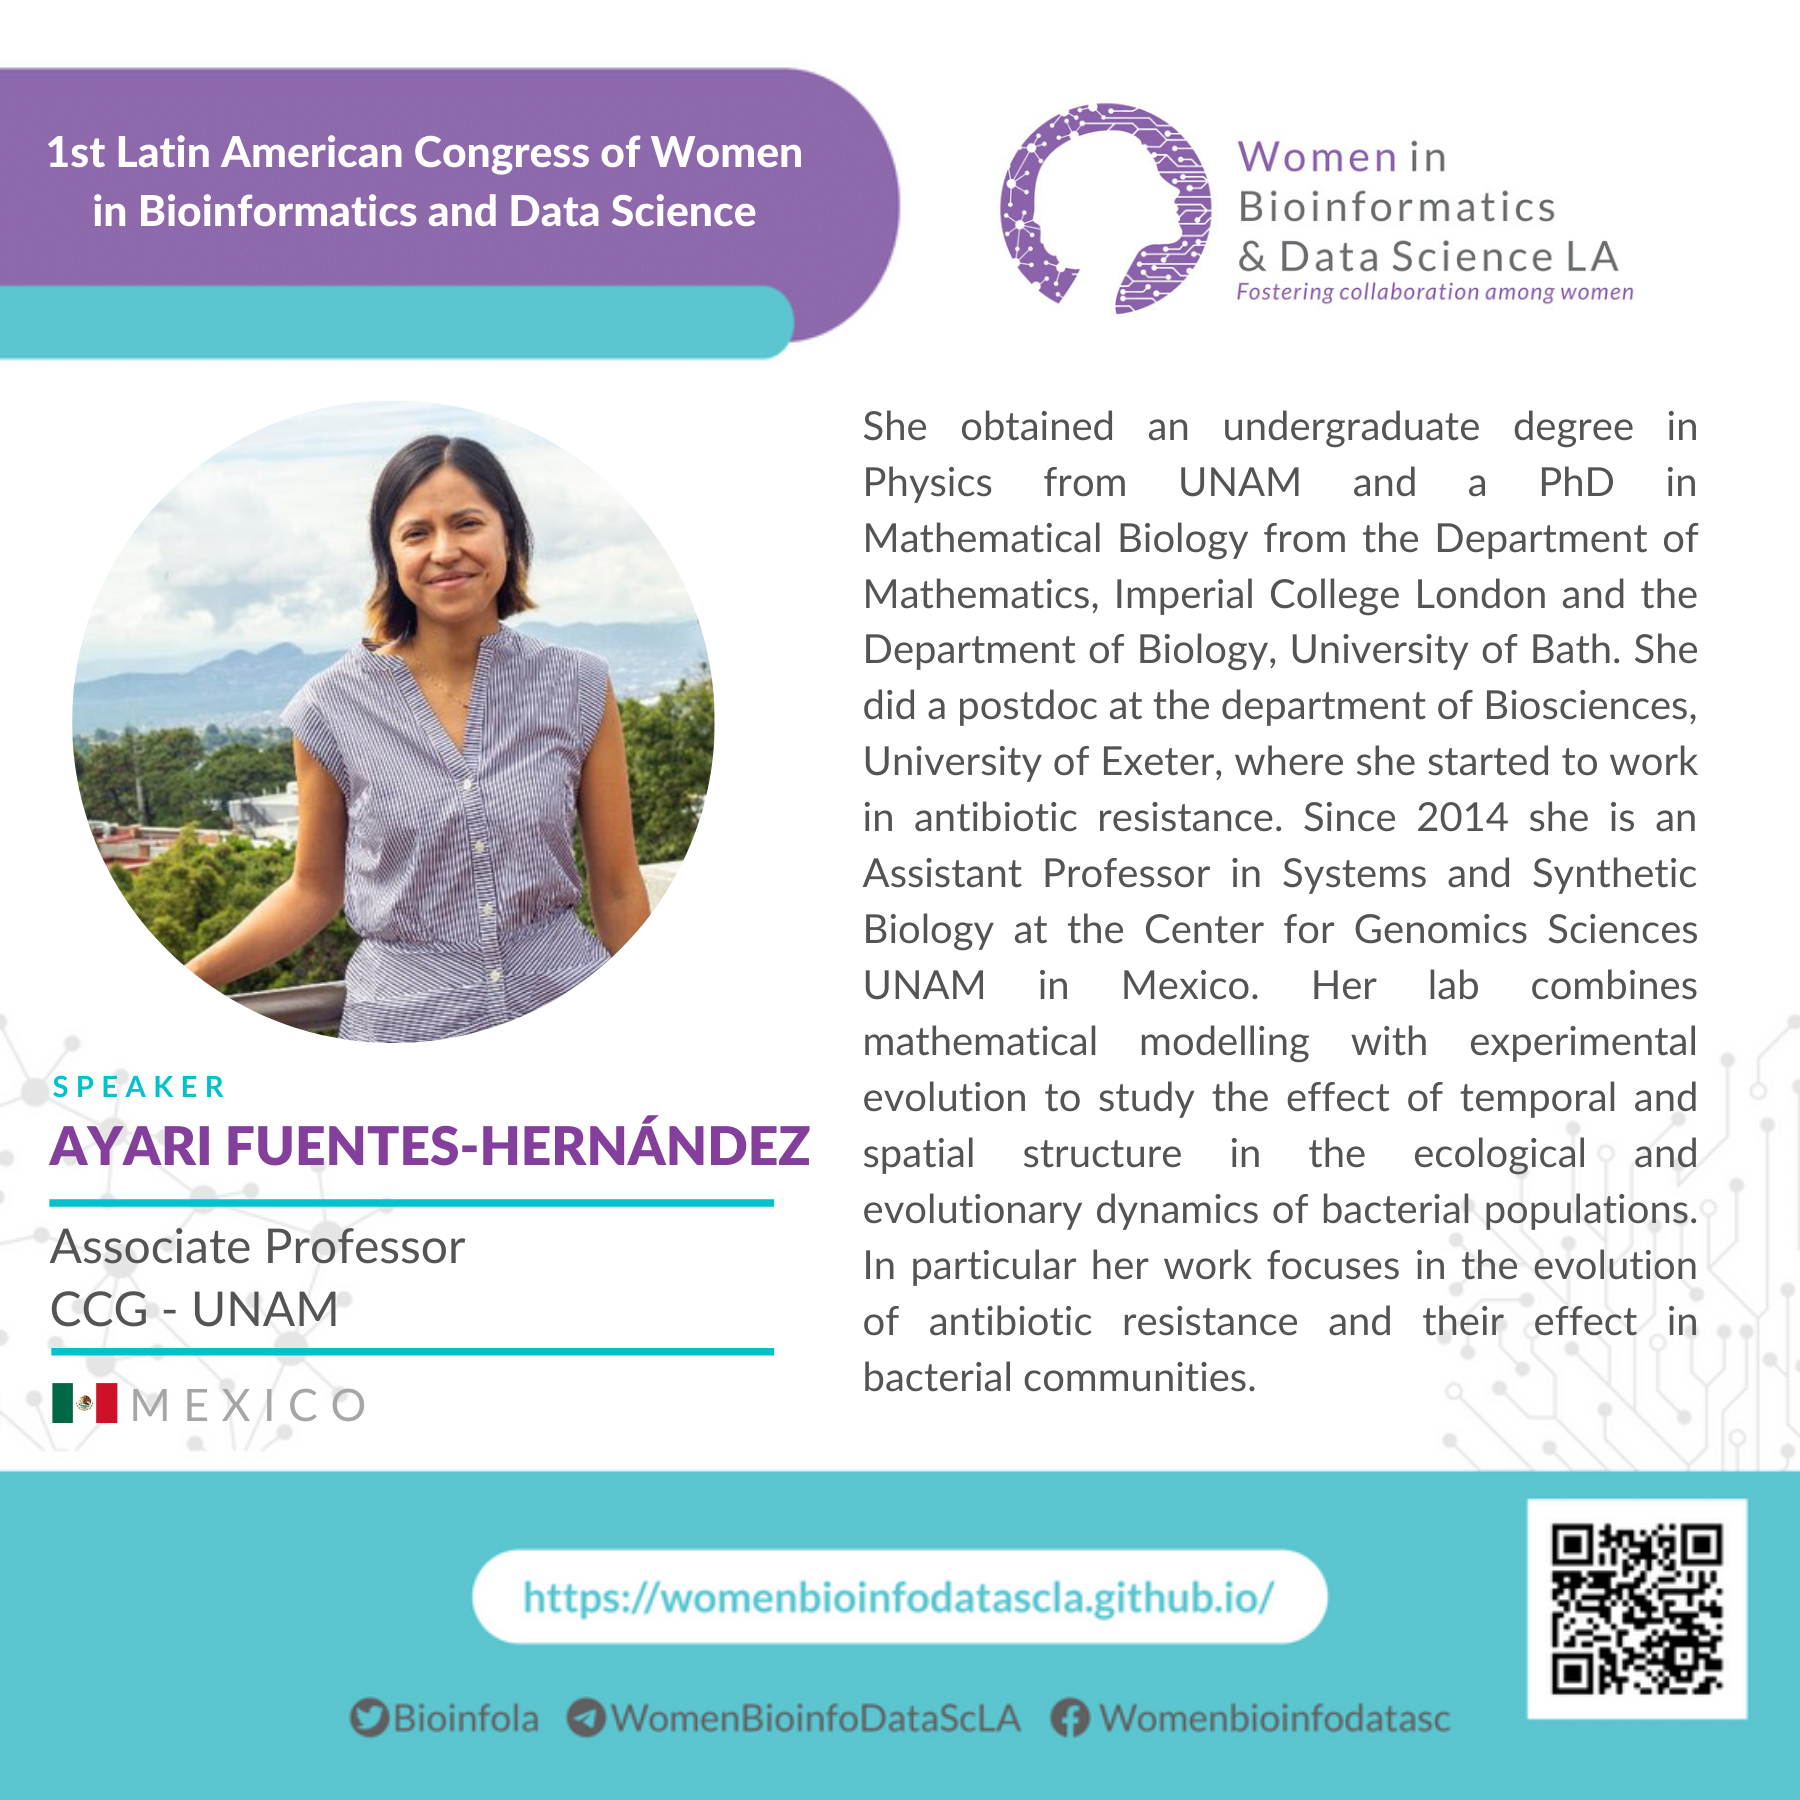 1st Latin American Congress of Women
in Bioinformatics and Data Science
Women in
Bioinformatics
& Data Science LA
Fostering collaboration among women
SPEAKER
AYARI FUENTES-HERNÁNDEZ
Associate Professor
CCG - UNAM
MEXICO
She obtained an undergraduate degree in
Physics from UNAM and a PhD in
Mathematical Biology from the Department of
Mathematics, Imperial College London and the
Department of Biology, University of Bath. She
did a postdoc at the department of Biosciences,
University of Exeter, where she started to work
in antibiotic resistance. Since 2014 she is an
Assistant Professor in Systems and Synthetic
Biology at the Center for Genomics Sciences
UNAM in Mexico. Her lab combines
mathematical modelling with experimental
evolution to study the effect of temporal and
spatial structure in the ecological and
evolutionary dynamics of bacterial populations.
In particular her work focuses in the evolution
of antibiotic resistance and their effect in
bacterial communities.
https://womenbioinfodatascla.github.io/
Bioinfola WomenBioinfoDataScLA Womenbioinfodatasc